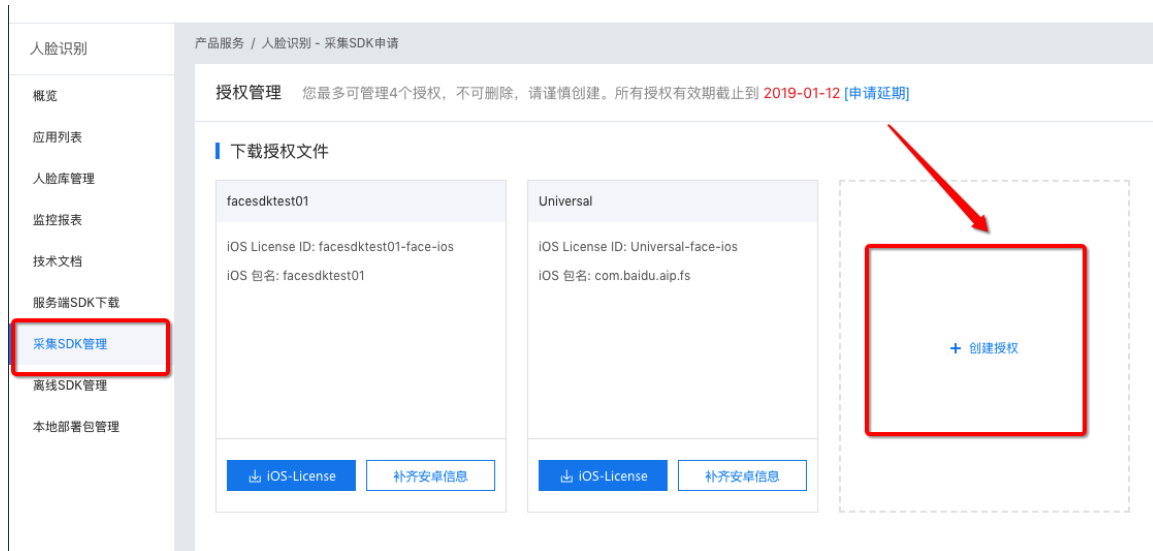 人脸识别
概览
应用列表
人脸库管理
监控报表
技术文档
服务端SDK下载
采集SDK管理
离线SDK管理
本地部署包管理
产品服务 / 人脸识别 - 采集SDK申请
授权管理 您最多可管理4个授权，不可删除，请谨慎创建。所有授权有效期截止到 2019-01-12 [申请延期]
下载授权文件
facesdktest01
iOS License ID: facesdktest01-face-ios
iOS 包名: facesdktest01
iOS-License 补齐安卓信息
Universal
iOS License ID: Universal-face-ios
iOS 包名: com.baidu.aip.fs
iOS-License 补齐安卓信息
+ 创建授权